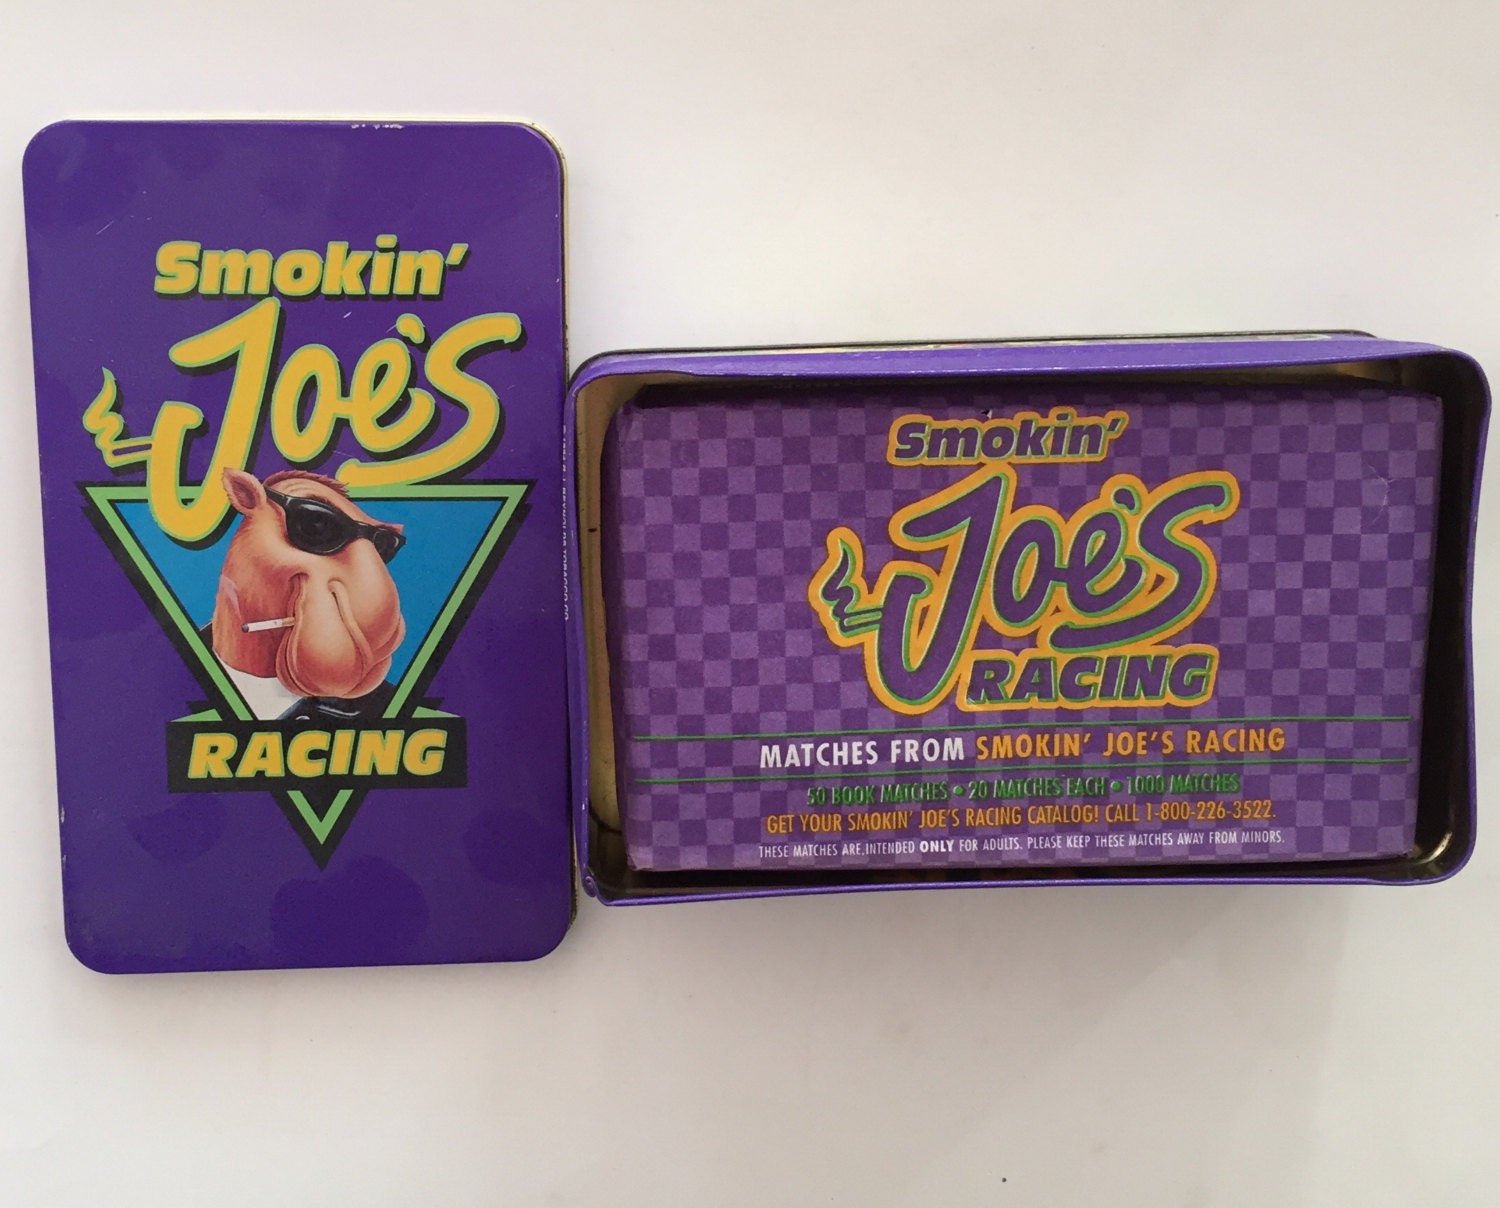 Smokin'
Joe's
RACING
Smokin'
Joe's
RACING
MATCHES FROM SMOKIN' JOE'S RACING
50 BOOK MATCHES • 20 MATCHES EACH • 1000 MATCHES
GET YOUR SMOKIN' JOE'S RACING CATALOG! CALL 1-800-226-3522.
THESE MATCHES ARE INTENDED ONLY FOR ADULTS. PLEASE KEEP THESE MATCHES AWAY FROM MINORS.